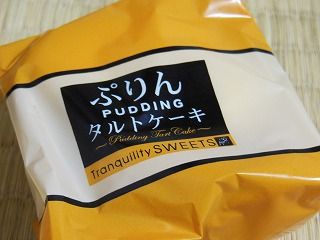 ぷりん
PUDDING
タルトケーキ
～Pudding Tart Cake～
Tranquility SWEETS